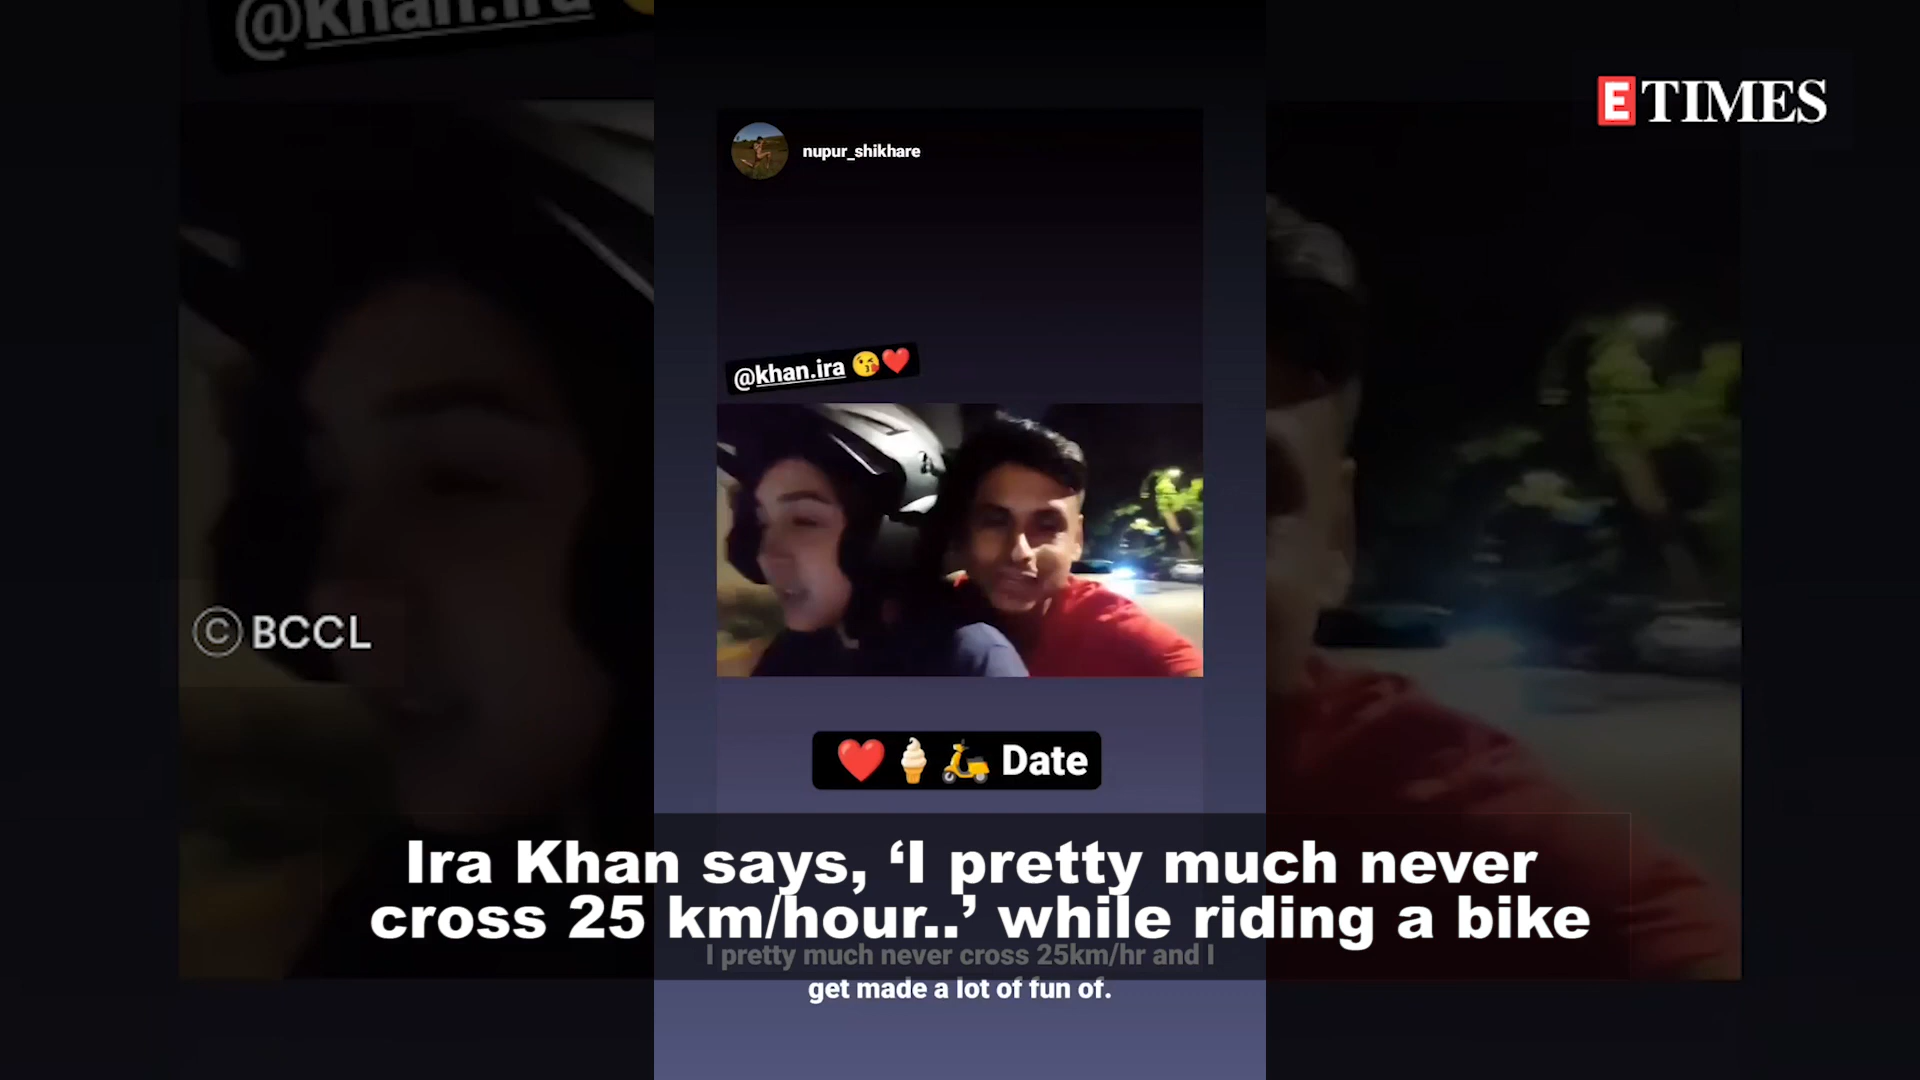 @khan.ira
E TIMES
nupur_shikhare
@khan.ira 😘❤️
© BCCL
❤️🍦🛵 Date
Ira Khan says, ‘I pretty much never
cross 25 km/hour..’ while riding a bike
I pretty much never cross 25km/hr and I
get made a lot of fun of.